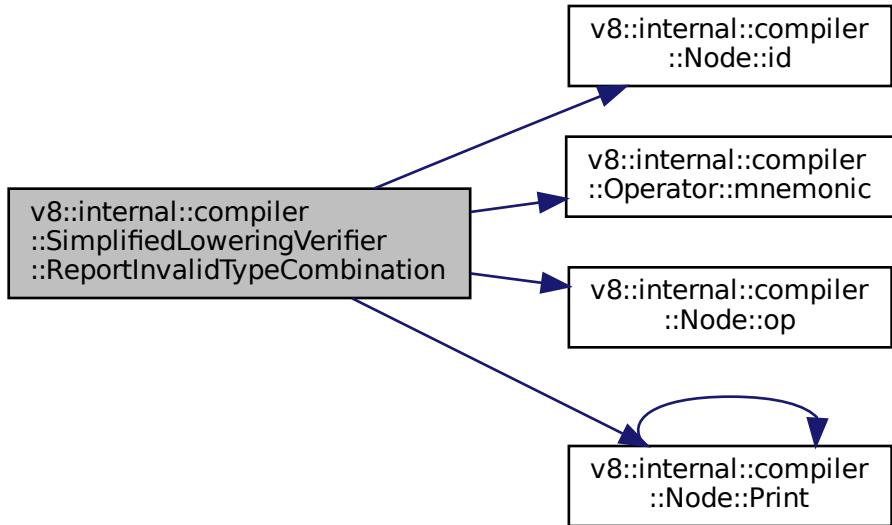 v8::internal::compiler
::Node::id
v8::internal::compiler
::Operator::mnemonic
v8::internal::compiler
::SimplifiedLoweringVerifier
::ReportInvalidTypeCombination
v8::internal::compiler
::Node::op
v8::internal::compiler
::Node::Print